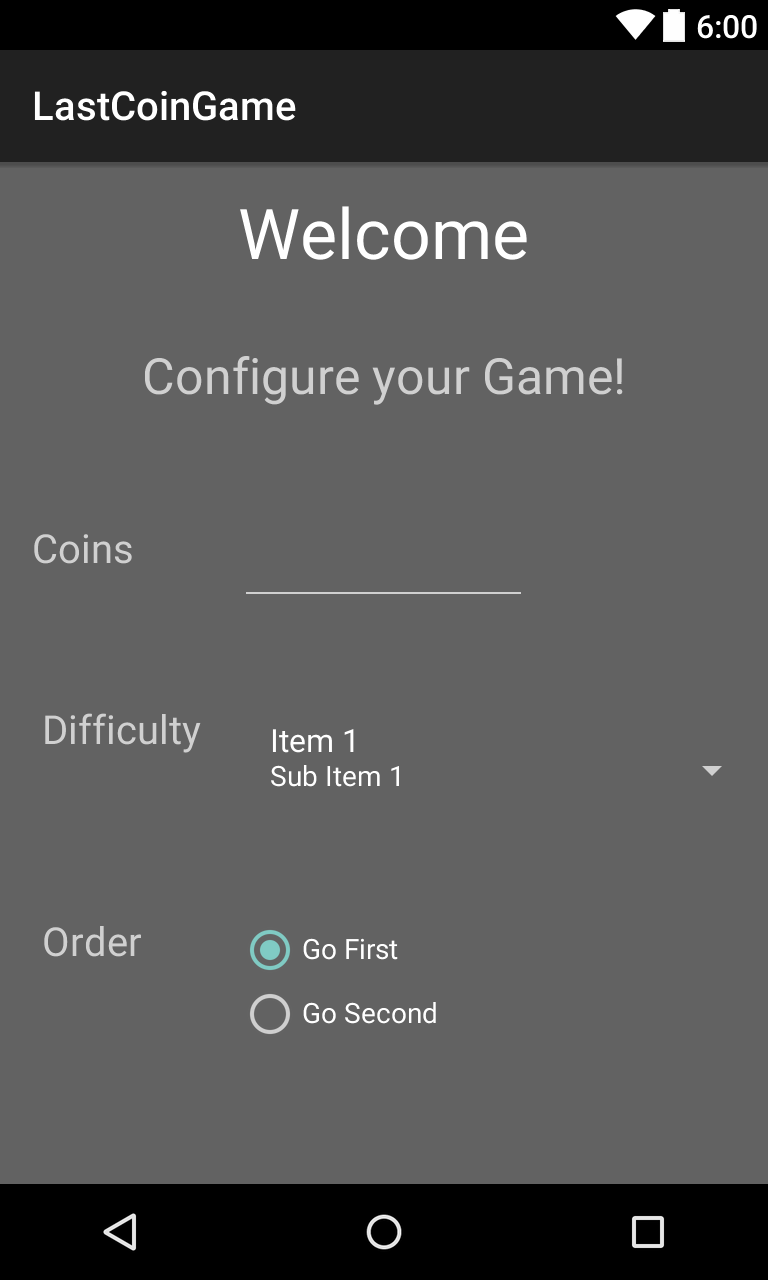 6:00
LastCoinGame
Welcome
Configure your Game!
Coins
Difficulty
Item 1
Sub Item 1
Order
Go First
Go Second